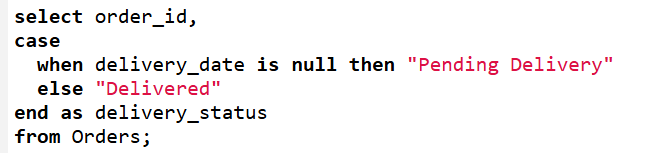 select order_id,
case
  when delivery_date is null then "Pending Delivery"
  else "Delivered"
end as delivery_status
from Orders;